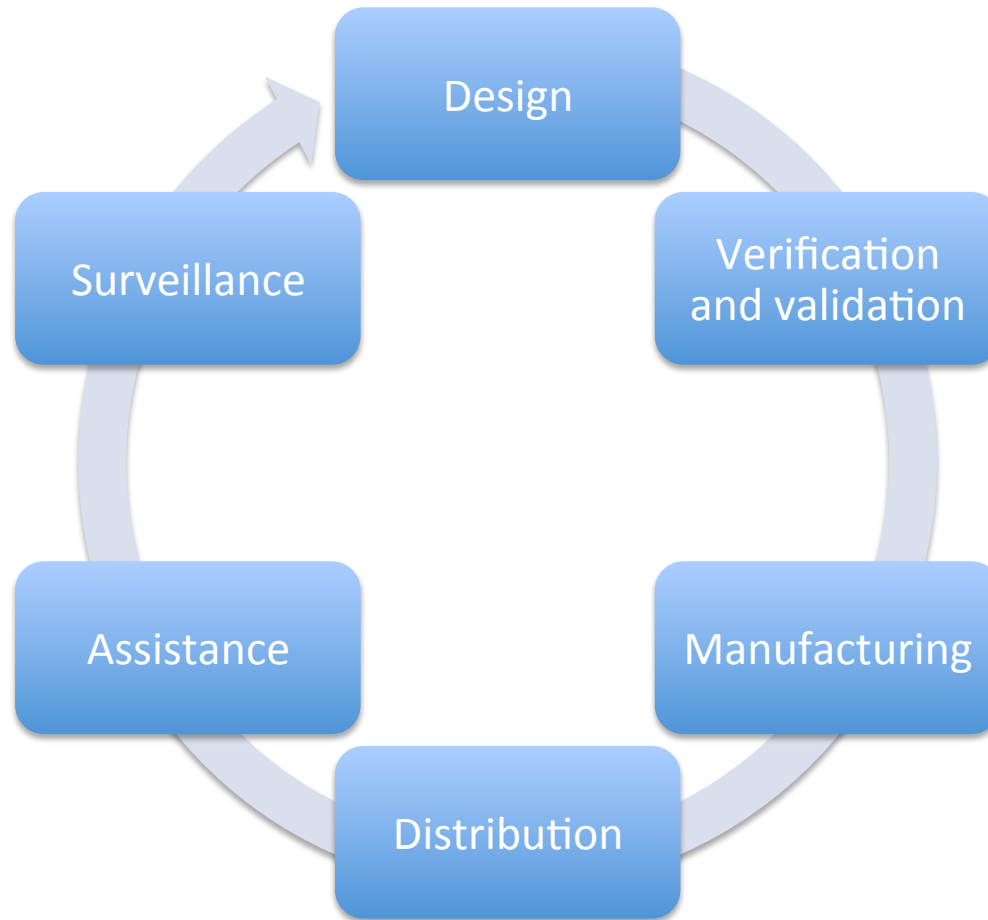 Design
Verification
and validation
Manufacturing
Distribution
Assistance
Surveillance